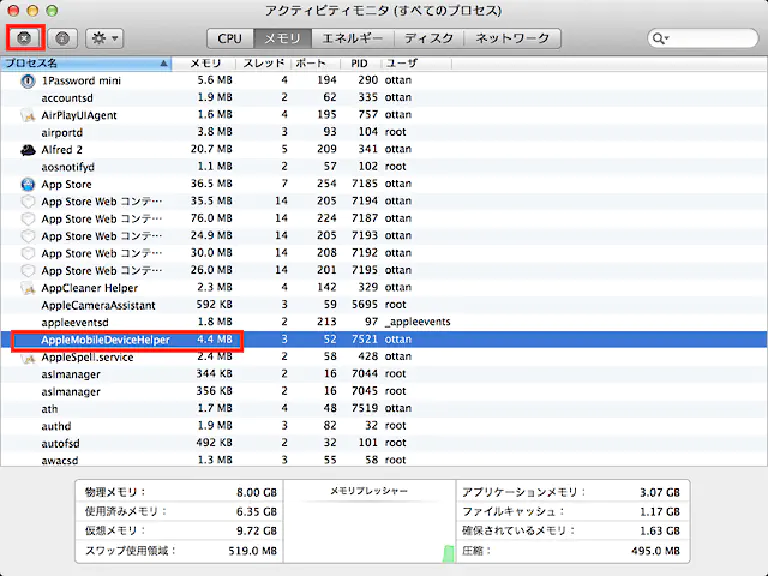 アクティビティモニタ (すべてのプロセス)
CPU メモリ エネルギー ディスク ネットワーク
プロセス名 メモリ スレッド ポート PID ユーザ
1Password mini 5.6 MB 4 194 290 ottan
accountsd 1.9 MB 2 62 335 ottan
AirPlayUIAgent 1.6 MB 4 195 757 ottan
airportd 3.8 MB 3 93 104 root
Alfred 2 20.7 MB 5 209 341 ottan
aosnotifyd 1.1 MB 2 57 102 root
App Store 36.5 MB 7 254 7185 ottan
App Store Web コンテ… 35.5 MB 14 205 7194 ottan
App Store Web コンテ… 76.0 MB 14 224 7187 ottan
App Store Web コンテ… 24.9 MB 14 205 7193 ottan
App Store Web コンテ… 30.0 MB 14 208 7192 ottan
App Store Web コンテ… 26.0 MB 14 201 7195 ottan
AppCleaner Helper 2.3 MB 4 142 329 ottan
AppleCameraAssistant 592 KB 3 59 5695 root
appleeventsd 1.8 MB 2 213 97 _appleevents
AppleMobileDeviceHelper 4.4 MB 3 52 7521 ottan
AppleSpell.service 2.4 MB 2 58 428 ottan
aslmanager 344 KB 2 16 7044 root
aslmanager 356 KB 2 16 7045 root
ath 1.7 MB 4 48 7519 ottan
authd 1.9 MB 3 82 32 root
autofsd 492 KB 2 32 101 root
awacsd 1.3 MB 3 55 58 root
物理メモリ： 8.00 GB メモリプレッシャー アプリケーションメモリ： 3.07 GB
使用済みメモリ： 6.35 GB ファイルキャッシュ： 1.17 GB
仮想メモリ： 9.72 GB 確保されているメモリ： 1.63 GB
スワップ使用領域： 519.0 MB 圧縮： 495.0 MB